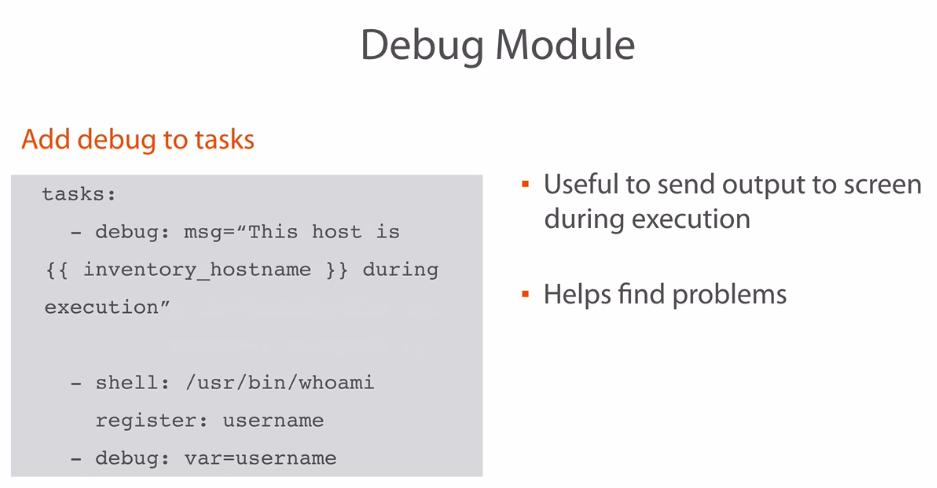 Debug Module
Add debug to tasks
tasks:
- debug: msg=“This host is
{{ inventory_hostname }} during
execution”
- shell: /usr/bin/whoami
register: username
- debug: var=username
▪ Useful to send output to screen
during execution
▪ Helps find problems